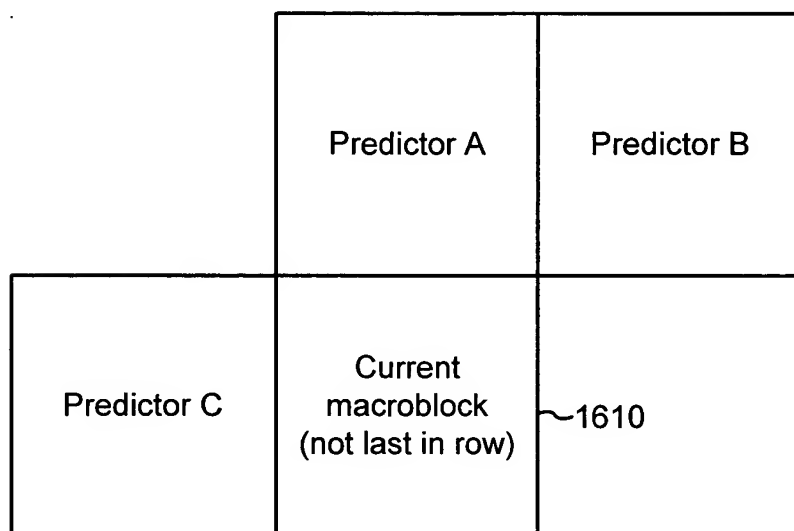 Predictor A
Predictor B
Predictor C
Current
macroblock
(not last in row)
1610